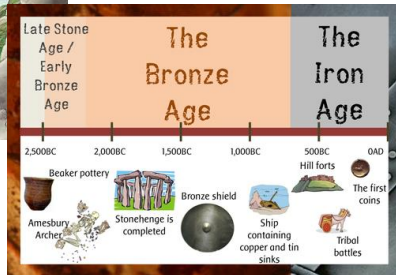 Late Stone
Age /
Early
Bronze
Age
The
Bronze
Age
The
Iron
Age
2,500BC
2,000BC
1,500BC
1,000BC
500BC
0AD
Beaker pottery
Amesbury
Archer
Stonehenge is
completed
Bronze shield
Ship
containing
copper and tin
sinks
Hill forts
Tribal
battles
The first
coins